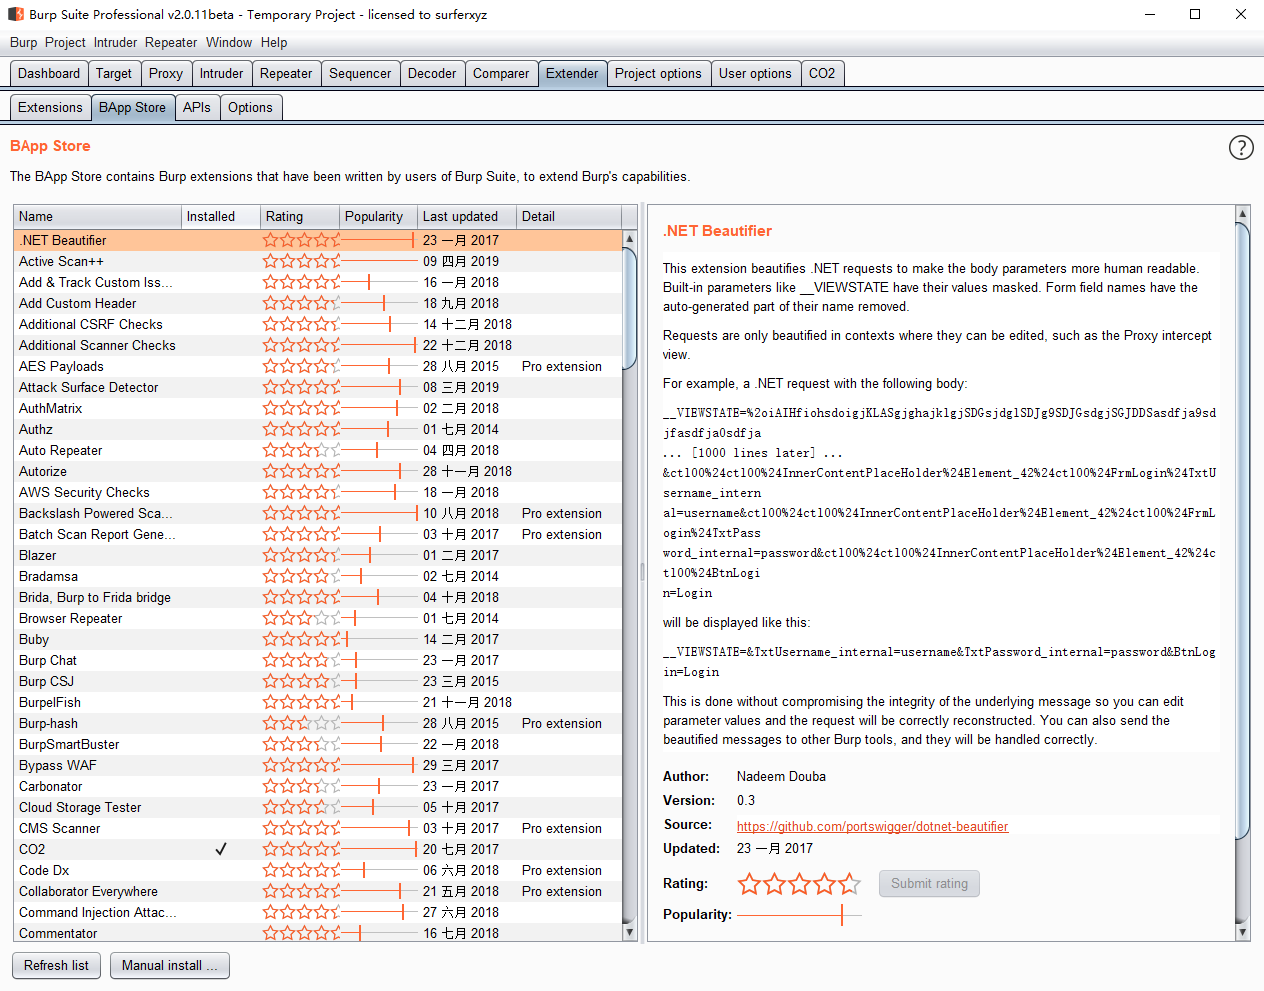 Burp Suite Professional v2.0.11beta - Temporary Project - licensed to surferxyz
Burp Project Intruder Repeater Window Help
Dashboard Target Proxy Intruder Repeater Sequencer Decoder Comparer Extender Project options User options CO2
Extensions BApp Store APIs Options
BApp Store
?
The BApp Store contains Burp extensions that have been written by users of Burp Suite, to extend Burp's capabilities.
Name Installed Rating Popularity Last updated Detail
.NET Beautifier 23 一月 2017
Active Scan++ 09 四月 2019
Add & Track Custom Iss... 16 一月 2018
Add Custom Header 18 九月 2018
Additional CSRF Checks 14 十二月 2018
Additional Scanner Checks 22 十二月 2018
AES Payloads 28 八月 2015 Pro extension
Attack Surface Detector 08 三月 2019
AuthMatrix 02 二月 2018
Authz 01 七月 2014
Auto Repeater 04 四月 2018
Autorize 28 十一月 2018
AWS Security Checks 18 一月 2018
Backslash Powered Sca... 10 八月 2018 Pro extension
Batch Scan Report Gene... 03 十月 2017 Pro extension
Blazer 01 二月 2017
Bradamsa 02 七月 2014
Brida, Burp to Frida bridge 04 十月 2018
Browser Repeater 01 七月 2014
Buby 14 二月 2017
Burp Chat 23 一月 2017
Burp CSJ 23 三月 2015
BurpelFish 21 十一月 2018
Burp-hash 28 八月 2015 Pro extension
BurpSmartBuster 22 一月 2018
Bypass WAF 29 三月 2017
Carbonator 23 一月 2017
Cloud Storage Tester 05 十月 2017
CMS Scanner 03 十月 2017 Pro extension
CO2 ✓ 20 七月 2017
Code Dx 06 六月 2018 Pro extension
Collaborator Everywhere 21 五月 2018 Pro extension
Command Injection Attac... 27 六月 2018
Commentator 16 七月 2018
Refresh list Manual install ...
.NET Beautifier
This extension beautifies .NET requests to make the body parameters more human readable.
Built-in parameters like __VIEWSTATE have their values masked. Form field names have the
auto-generated part of their name removed.
Requests are only beautified in contexts where they can be edited, such as the Proxy intercept
view.
For example, a .NET request with the following body:
__VIEWSTATE=%2oiAIHfiohsdoigjKLASgjghajklgjSDGsjdglSDJg9SDJGsdgjSGJDDSasdfja9sd
jfasdfja0sdfja
... [1000 lines later] ...
&ctl00%24ctl00%24InnerContentPlaceHolder%24Element_42%24ctl00%24FrmLogin%24TxtU
sername_intern
al=username&ctl00%24ctl00%24InnerContentPlaceHolder%24Element_42%24ctl00%24FrmL
ogin%24TxtPass
word_internal=password&ctl00%24ctl00%24InnerContentPlaceHolder%24Element_42%24c
tl00%24BtnLogi
n=Login
will be displayed like this:
__VIEWSTATE=&TxtUsername_internal=username&TxtPassword_internal=password&BtnLog
in=Login
This is done without compromising the integrity of the underlying message so you can edit
parameter values and the request will be correctly reconstructed. You can also send the
beautified messages to other Burp tools, and they will be handled correctly.
Author: Nadeem Douba
Version: 0.3
Source: https://github.com/portswigger/dotnet-beautifier
Updated: 23 一月 2017
Rating: Submit rating
Popularity: